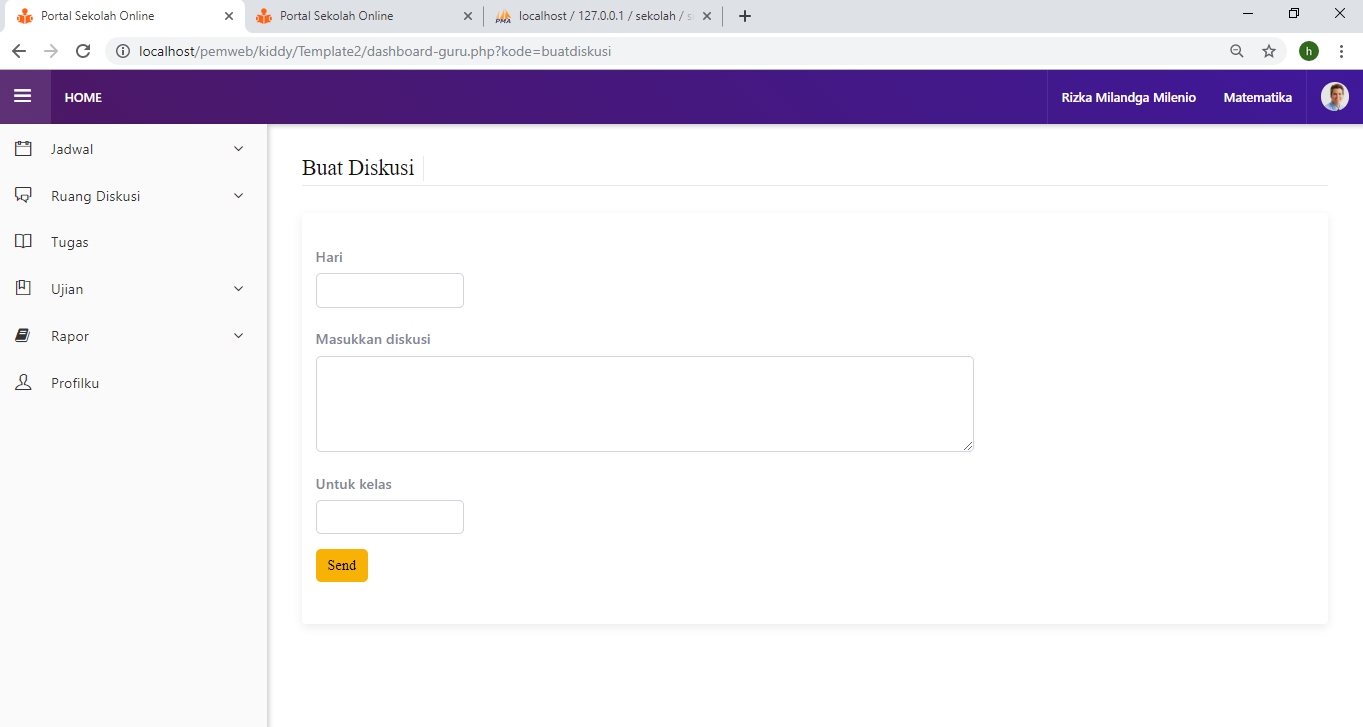 Portal Sekolah Online
Portal Sekolah Online
localhost / 127.0.0.1 / sekolah /
localhost/pemweb/kiddy/Template2/dashboard-guru.php?kode=buatdiskusi
h
HOME
Rizka Milandga Milenio
Matematika
Jadwal
Ruang Diskusi
Tugas
Ujian
Rapor
Profilku
Buat Diskusi
Hari
Masukkan diskusi
Untuk kelas
Send